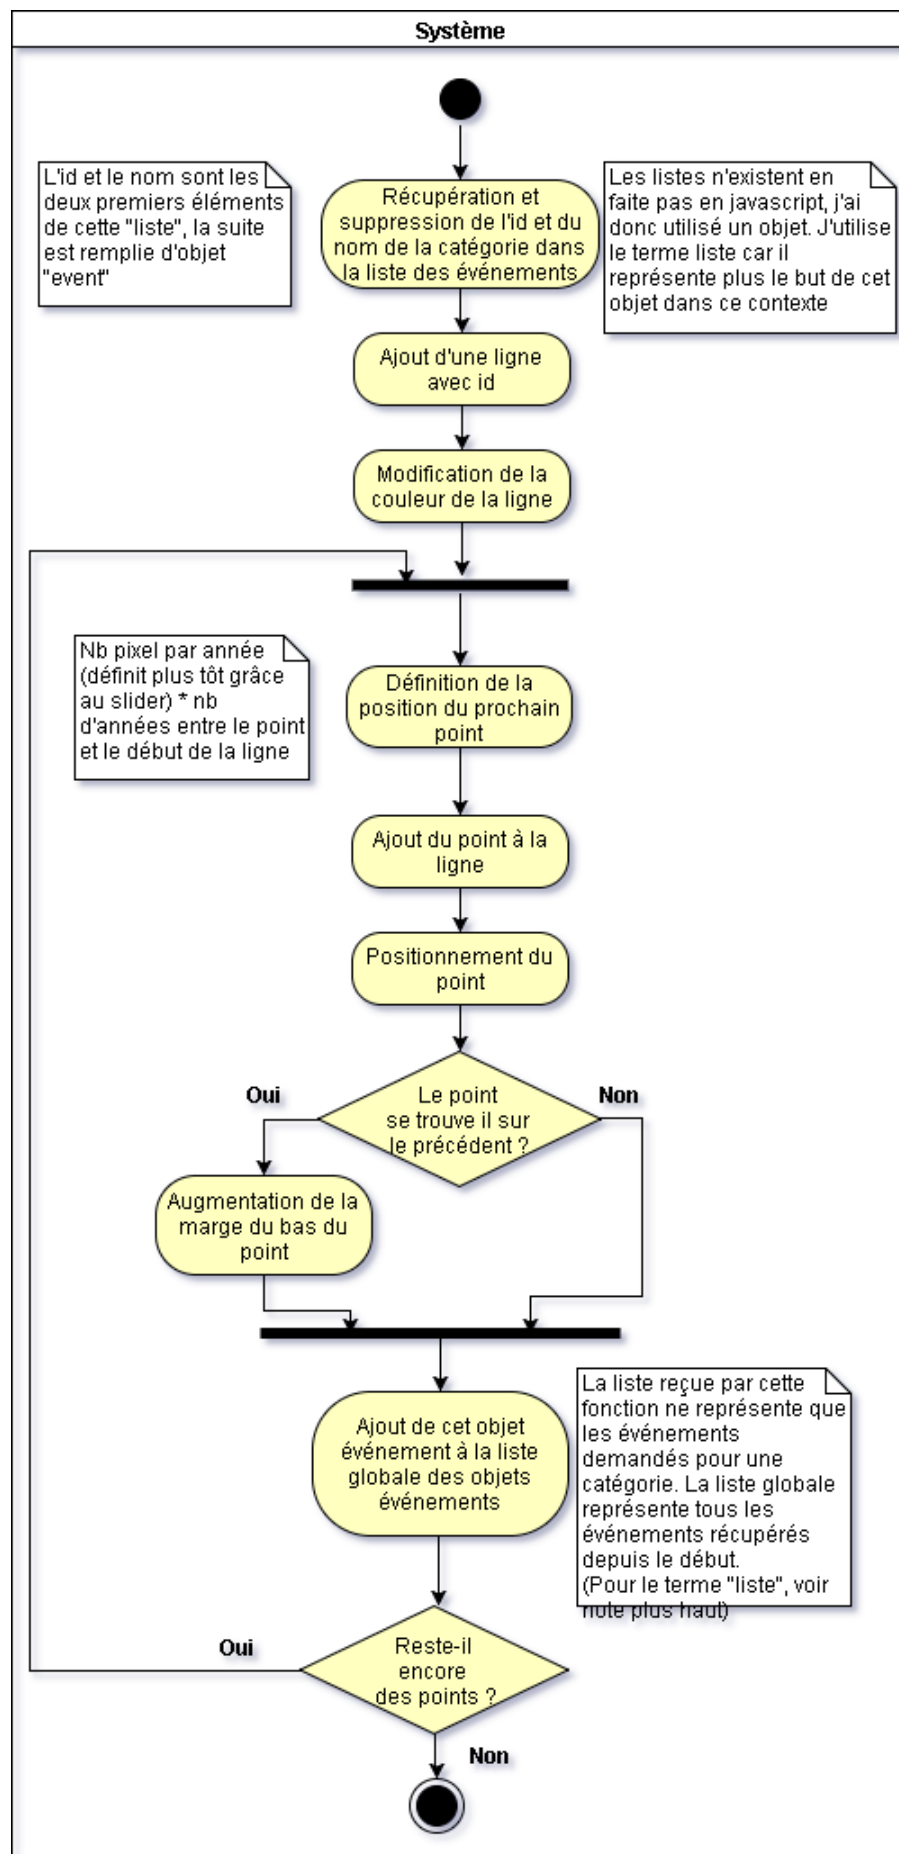 Système
L'id et le nom sont les
deux premiers éléments
de cette "liste", la suite
est remplie d'objet
"event"
Récupération et
suppression de l'id et du
nom de la catégorie dans
la liste des événements
Les listes n'existent en
faite pas en javascript, j'ai
donc utilisé un objet. J'utilise
le terme liste car il
représente plus le but de cet
objet dans ce contexte
Ajout d'une ligne
avec id
Modification de la
couleur de la ligne
Nb pixel par année
(définit plus tôt grâce
au slider) * nb
d'années entre le point
et le début de la ligne
Définition de la
position du prochain
point
Ajout du point à la
ligne
Positionnement du
point
Oui
Le point
se trouve il sur
le précédent ?
Non
Augmentation de la
marge du bas du
point
Ajout de cet objet
événement à la liste
globale des objets
événements
La liste reçue par cette
fonction ne représente que
les événements
demandés pour une
catégorie. La liste globale
représente tous les
événements récupérés
depuis le début.
(Pour le terme "liste", voir
note plus haut)
Oui
Reste-il
encore
des points ?
Non